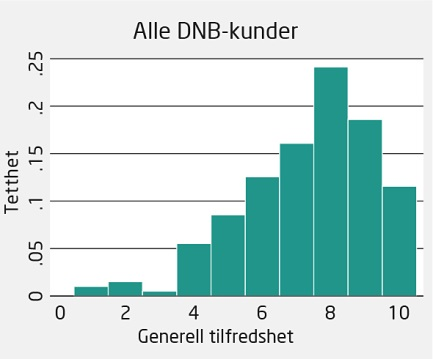 Alle DNB-kunder
Tetthet
.25
.2
.15
.1
.05
0
0 2 4 6 8 10
Generell tilfredshet